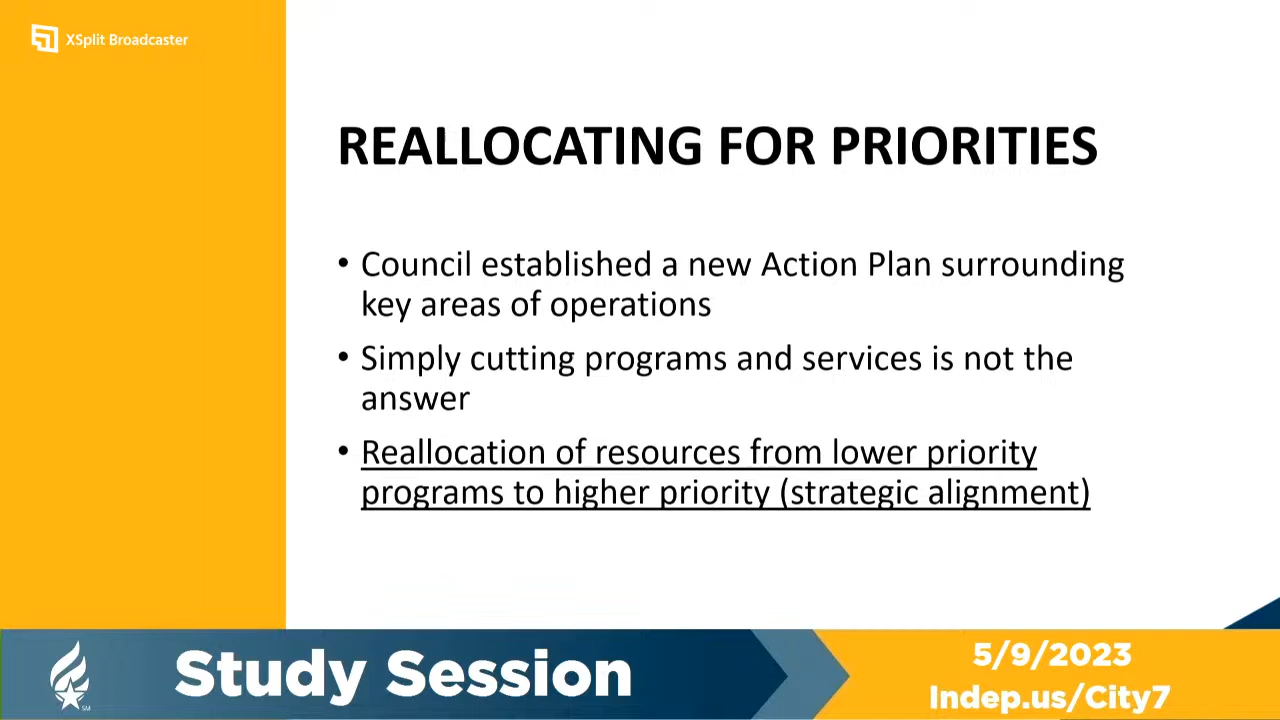 XSplit Broadcaster
REALLOCATING FOR PRIORITIES
• Council established a new Action Plan surrounding
key areas of operations
• Simply cutting programs and services is not the
answer
• Reallocation of resources from lower priority
programs to higher priority (strategic alignment)
Study Session
SM
5/9/2023
Indep.us/City7